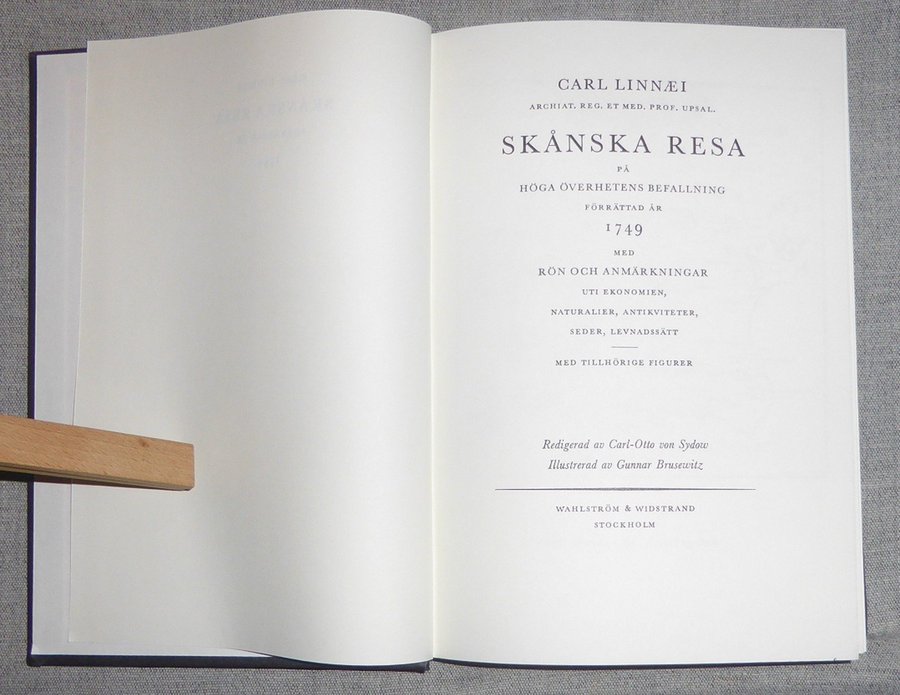 CARL LINNÆI
ARCHIAT. REG. ET MED. PROF. UPSAL.
SKÅNSKA RESA
PÅ
HÖGA ÖVERHETENS BEFALLNING
FÖRRÄTTAD ÅR
1749
MED
RÖN OCH ANMÄRKNINGAR
UTI EKONOMIEN,
NATURALIER, ANTIKVITETER,
SEDER, LEVNADSSÄTT
MED TILLHÖRIGE FIGURER
Redigerad av Carl-Otto von Sydow
Illustrerad av Gunnar Brusewitz
WAHLSTRÖM & WIDSTRAND
STOCKHOLM